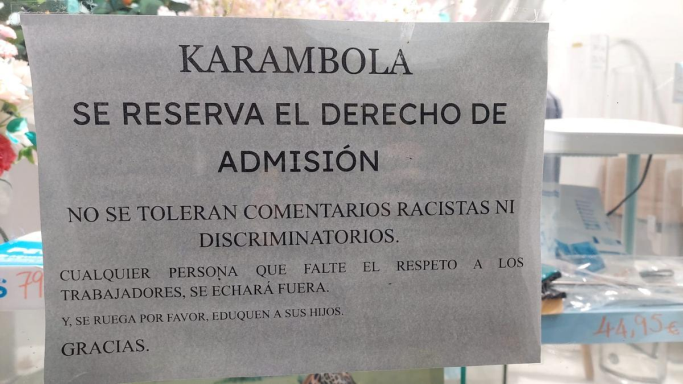 KARAMBOLA
SE RESERVA EL DERECHO DE
ADMISIÓN
NO SE TOLERAN COMENTARIOS RACISTAS NI
DISCRIMINATORIOS.
CUALQUIER PERSONA QUE FALTE EL RESPETO A LOS
TRABAJADORES, SE ECHARÁ FUERA.
Y, SE RUEGA POR FAVOR, EDUQUEN A SUS HIJOS.
GRACIAS.
79
44,95€